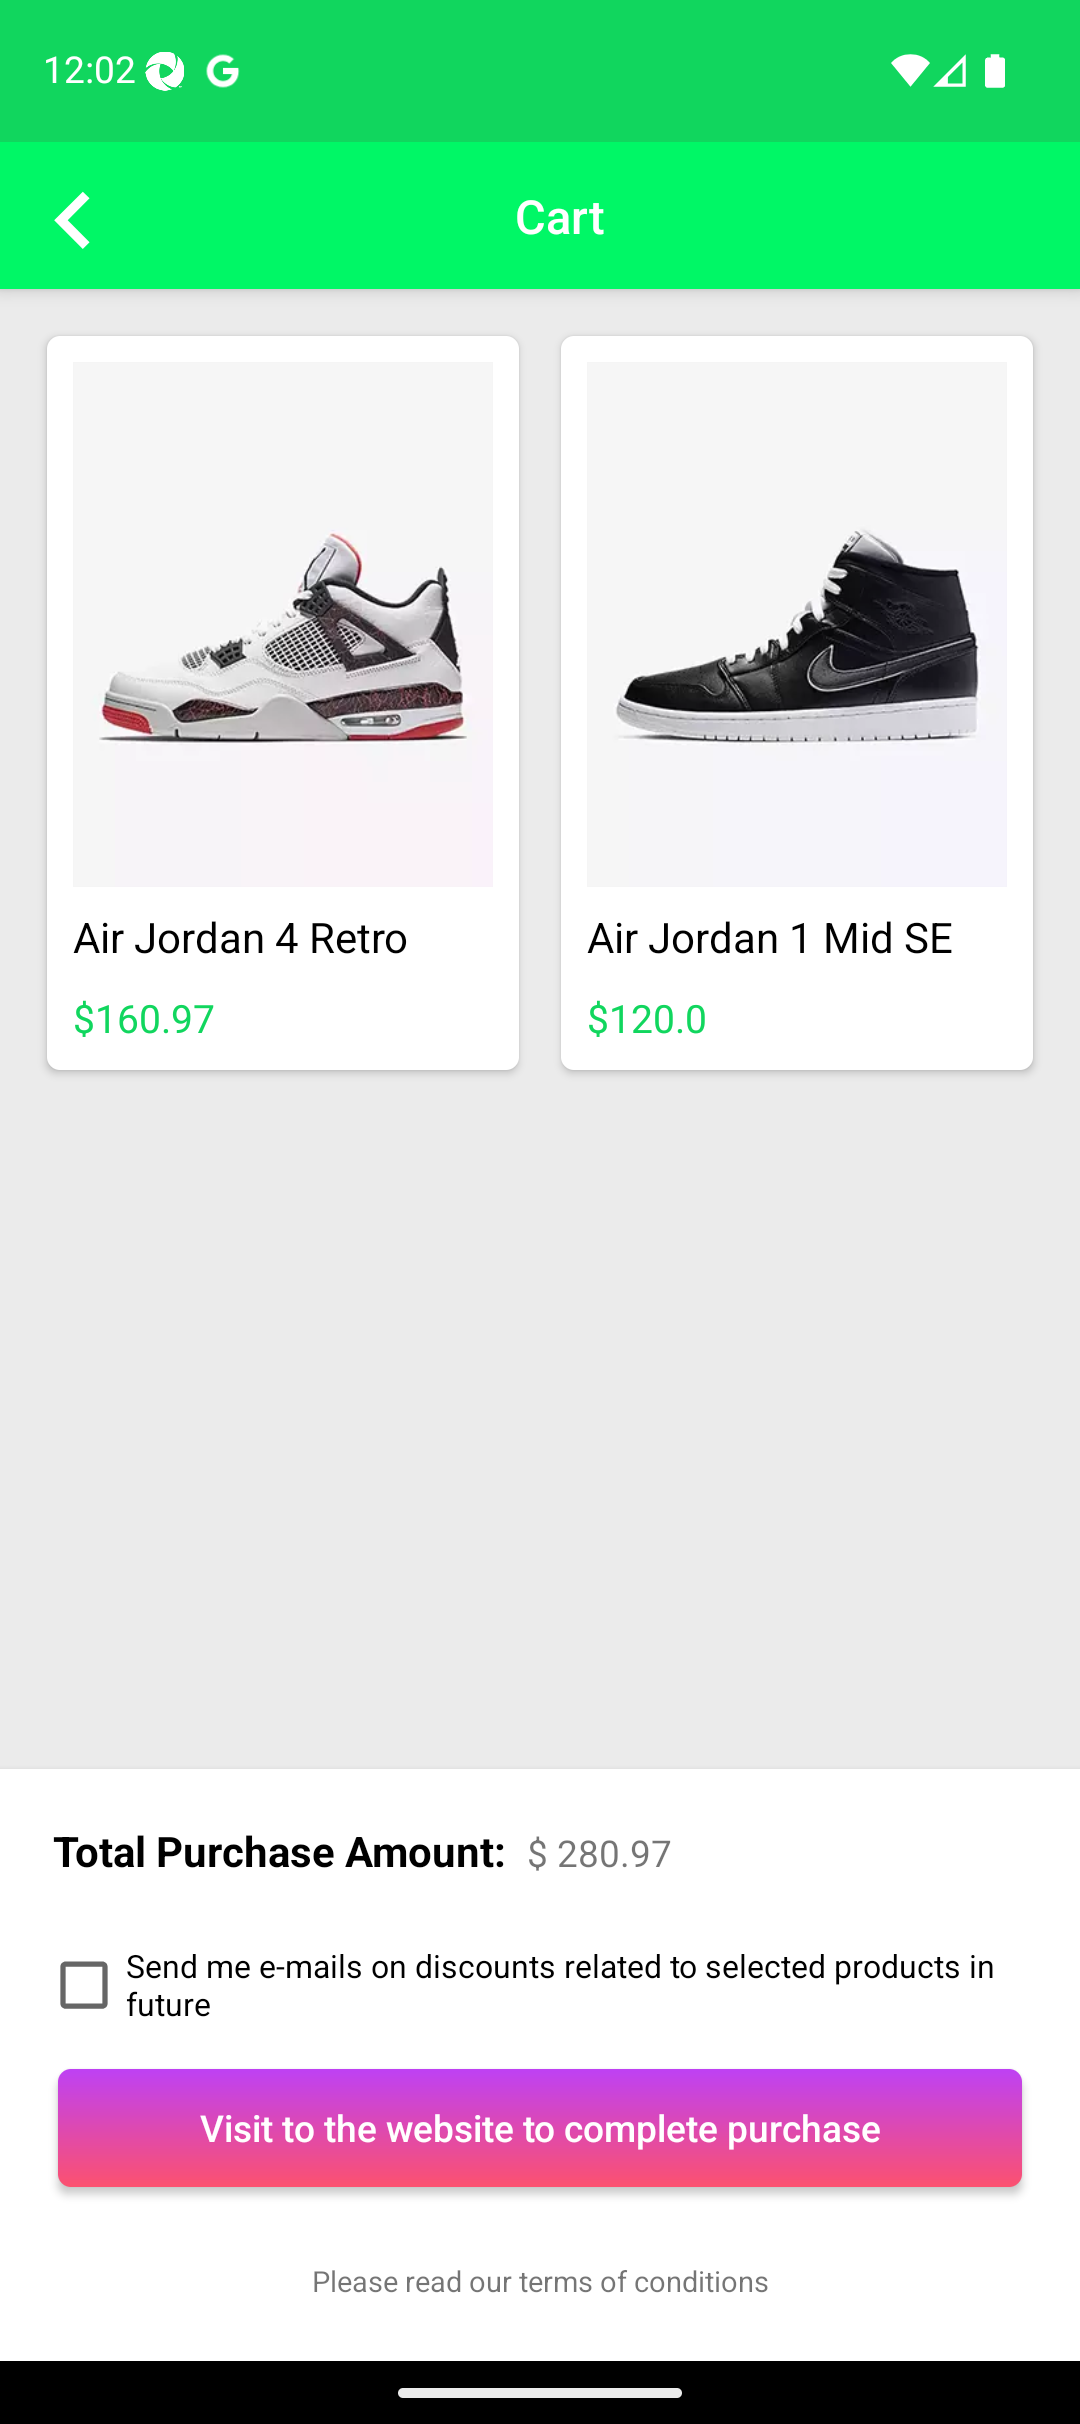 12:02
Cart
Air Jordan 4 Retro
$160.97
Air Jordan 1 Mid SE
$120.0
Total Purchase Amount: $ 280.97
Send me e-mails on discounts related to selected products in
future
Visit to the website to complete purchase
Please read our terms of conditions